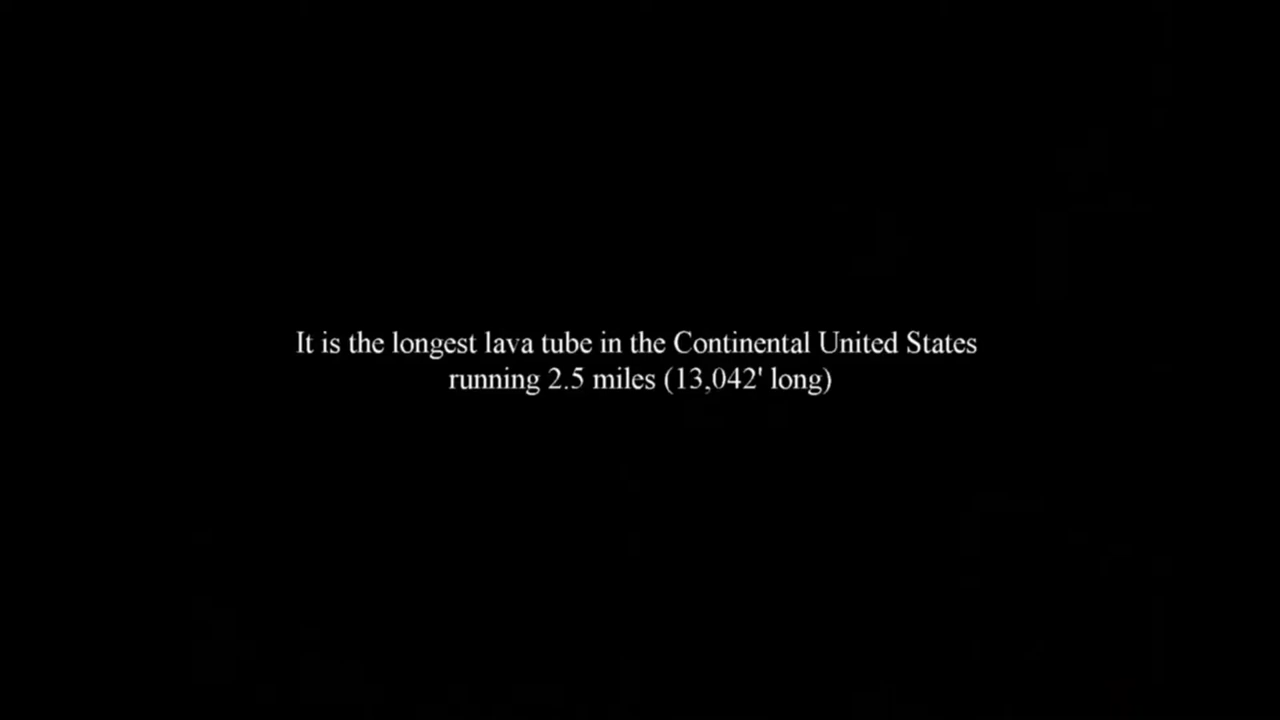 It is the longest lava tube in the Continental United States
running 2.5 miles (13,042' long)